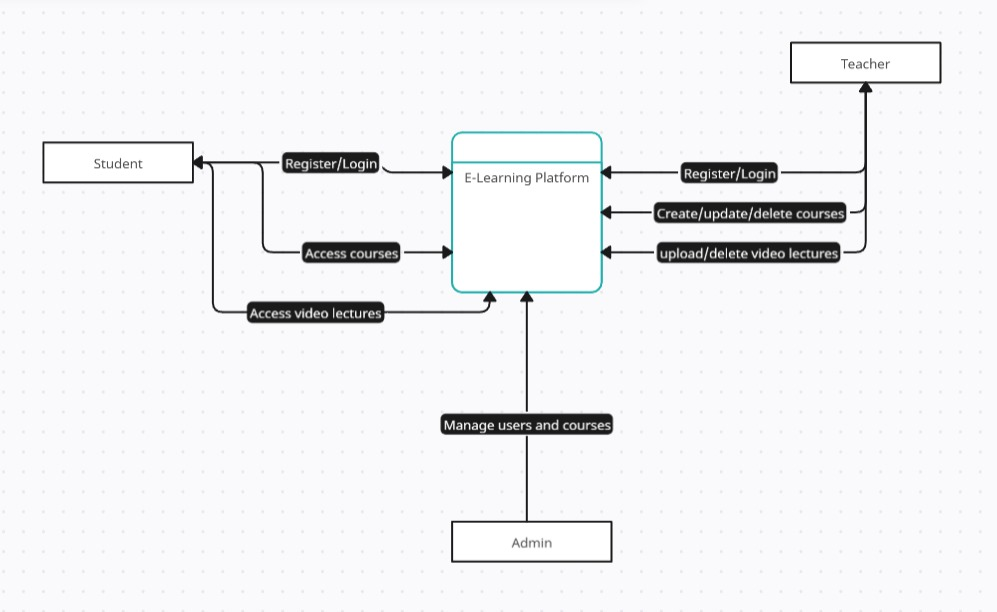 Teacher
Student
Register/Login
E-Learning Platform
Register/Login
Create/update/delete courses
Access courses
upload/delete video lectures
Access video lectures
Manage users and courses
Admin